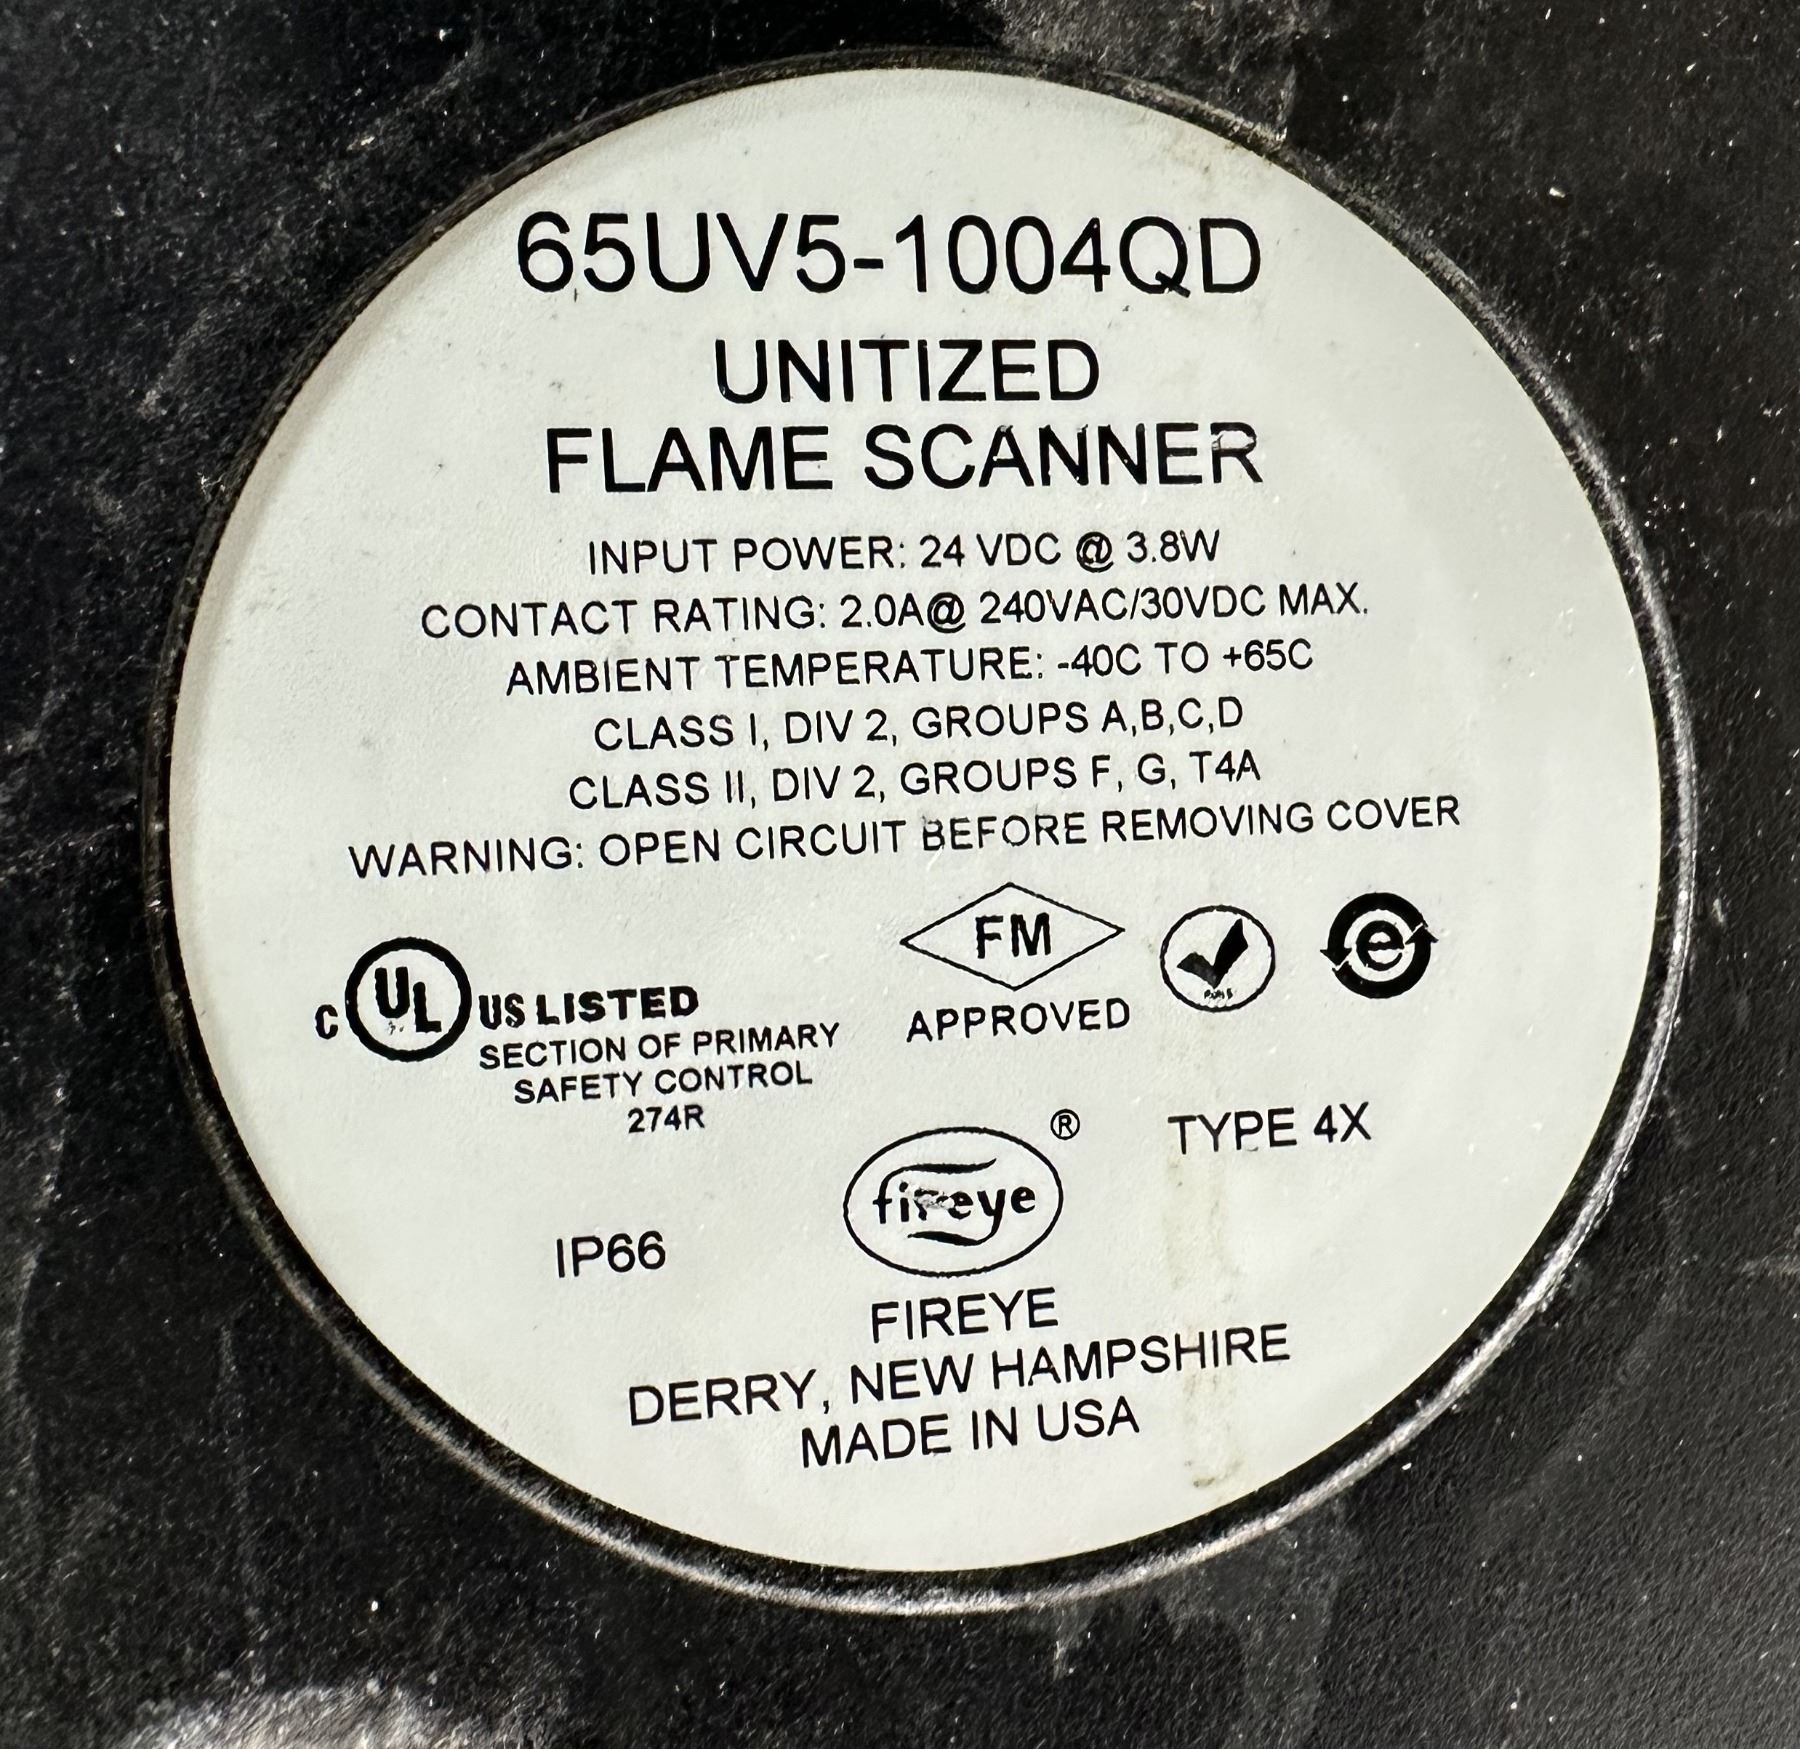 65UV5-1004QD
UNITIZED
FLAME SCANNER
INPUT POWER: 24 VDC @ 3.8W
CONTACT RATING: 2.0A@ 240VAC/30VDC MAX.
AMBIENT TEMPERATURE: -40C TO +65C
CLASS I, DIV 2, GROUPS A,B,C,D
CLASS II, DIV 2, GROUPS F, G, T4A
WARNING: OPEN CIRCUIT BEFORE REMOVING COVER
FM
APPROVED
e
C UL US LISTED
SECTION OF PRIMARY
SAFETY CONTROL
274R
TYPE 4X
fireye ®
IP66
FIREYE
DERRY, NEW HAMPSHIRE
MADE IN USA